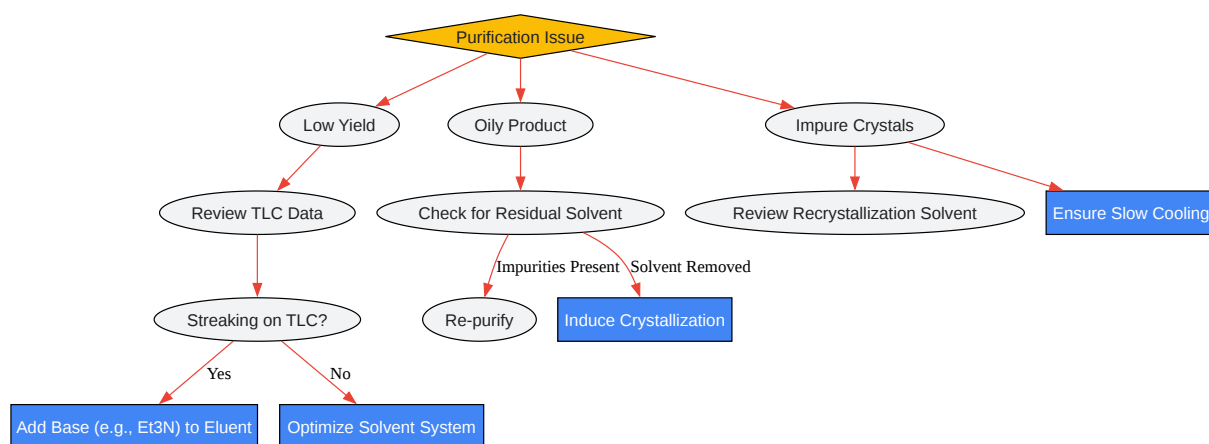 Purification Issue
Low Yield
Oily Product
Impure Crystals
Review TLC Data
Check for Residual Solvent
Review Recrystallization Solvent
Ensure Slow Cooling
Impurities Present
Solvent Removed
Streaking on TLC?
Re-purify
Induce Crystallization
Yes
No
Add Base (e.g., Et3N) to Eluent
Optimize Solvent System